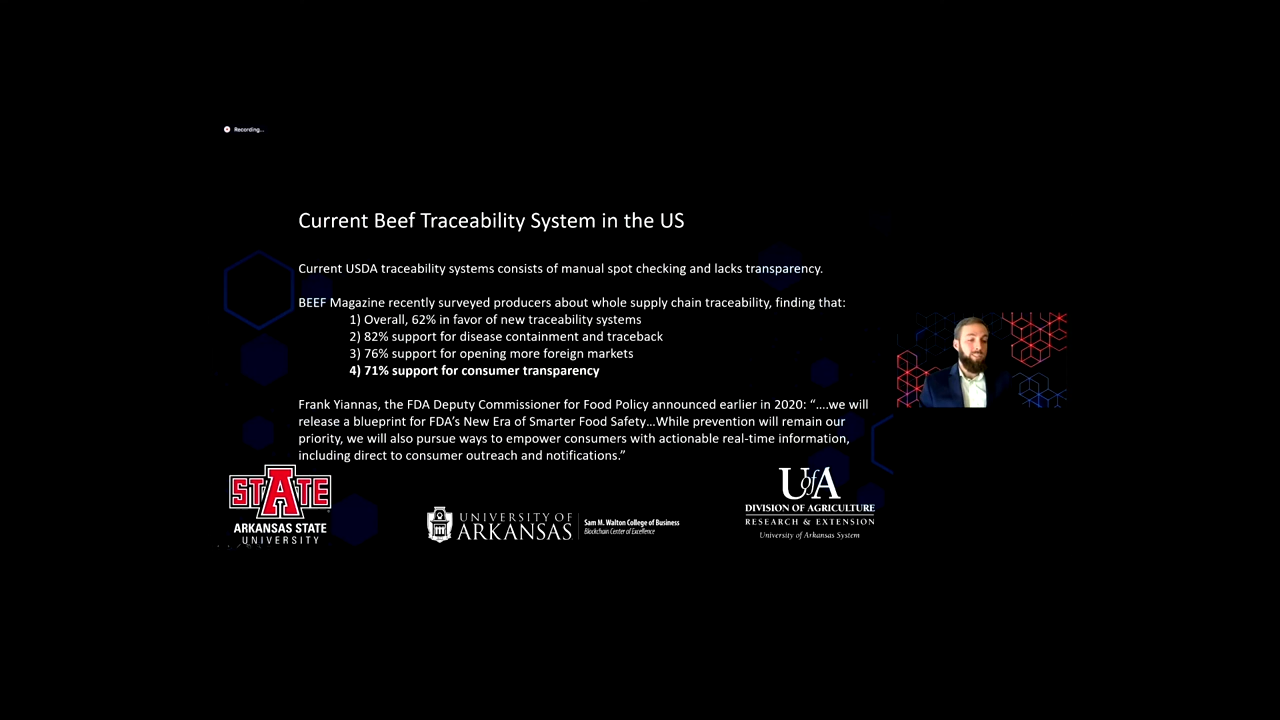 Recording...
Current Beef Traceability System in the US
Current USDA traceability systems consists of manual spot checking and lacks transparency.
BEEF Magazine recently surveyed producers about whole supply chain traceability, finding that:
1) Overall, 62% in favor of new traceability systems
2) 82% support for disease containment and traceback
3) 76% support for opening more foreign markets
4) 71% support for consumer transparency
Frank Yiannas, the FDA Deputy Commissioner for Food Policy announced earlier in 2020: “....we will
release a blueprint for FDA’s New Era of Smarter Food Safety...While prevention will remain our
priority, we will also pursue ways to empower consumers with actionable real-time information,
including direct to consumer outreach and notifications.”
STATE
ARKANSAS STATE
UNIVERSITY
UNIVERSITY OF
ARKANSAS
Sam M. Walton College of Business
Blockchain Center of Excellence
UofA
DIVISION OF AGRICULTURE
RESEARCH & EXTENSION
University of Arkansas System